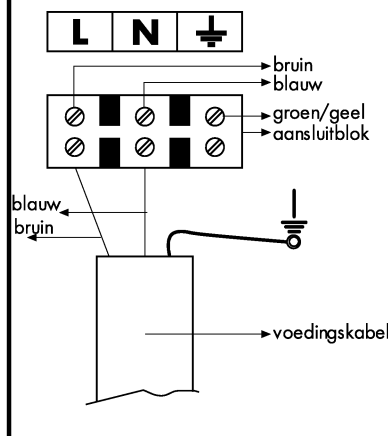 L N
bruin
blauw
groen/geel
aansluitblok
blauw
bruin
voedingskabel